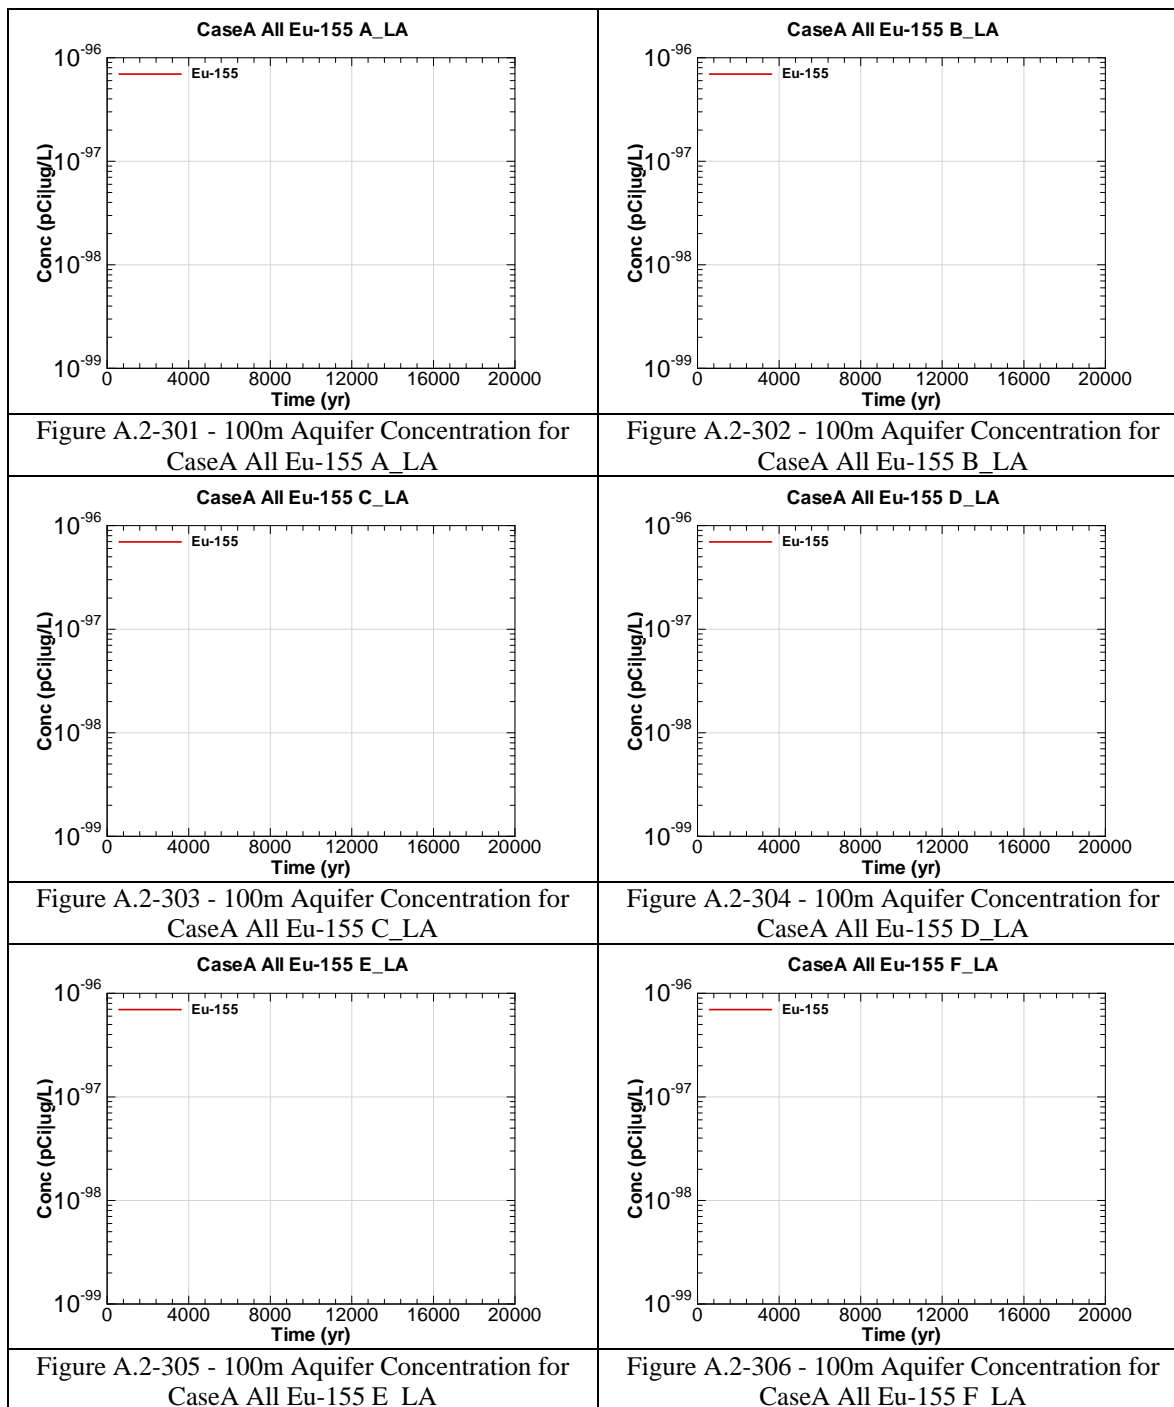 CaseA All Eu-155 A_LA
Conc (pCi|ug/L)
10-96
10-97
10-98
10-99
Eu-155
0 4000 8000 12000 16000 20000
Time (yr)
Figure A.2-301 - 100m Aquifer Concentration for
CaseA All Eu-155 A_LA
CaseA All Eu-155 B_LA
Conc (pCi|ug/L)
10-96
10-97
10-98
10-99
Eu-155
0 4000 8000 12000 16000 20000
Time (yr)
Figure A.2-302 - 100m Aquifer Concentration for
CaseA All Eu-155 B_LA
CaseA All Eu-155 C_LA
Conc (pCi|ug/L)
10-96
10-97
10-98
10-99
Eu-155
0 4000 8000 12000 16000 20000
Time (yr)
Figure A.2-303 - 100m Aquifer Concentration for
CaseA All Eu-155 C_LA
CaseA All Eu-155 D_LA
Conc (pCi|ug/L)
10-96
10-97
10-98
10-99
Eu-155
0 4000 8000 12000 16000 20000
Time (yr)
Figure A.2-304 - 100m Aquifer Concentration for
CaseA All Eu-155 D_LA
CaseA All Eu-155 E_LA
Conc (pCi|ug/L)
10-96
10-97
10-98
10-99
Eu-155
0 4000 8000 12000 16000 20000
Time (yr)
Figure A.2-305 - 100m Aquifer Concentration for
CaseA All Eu-155 E_LA
CaseA All Eu-155 F_LA
Conc (pCi|ug/L)
10-96
10-97
10-98
10-99
Eu-155
0 4000 8000 12000 16000 20000
Time (yr)
Figure A.2-306 - 100m Aquifer Concentration for
CaseA All Eu-155 F_LA